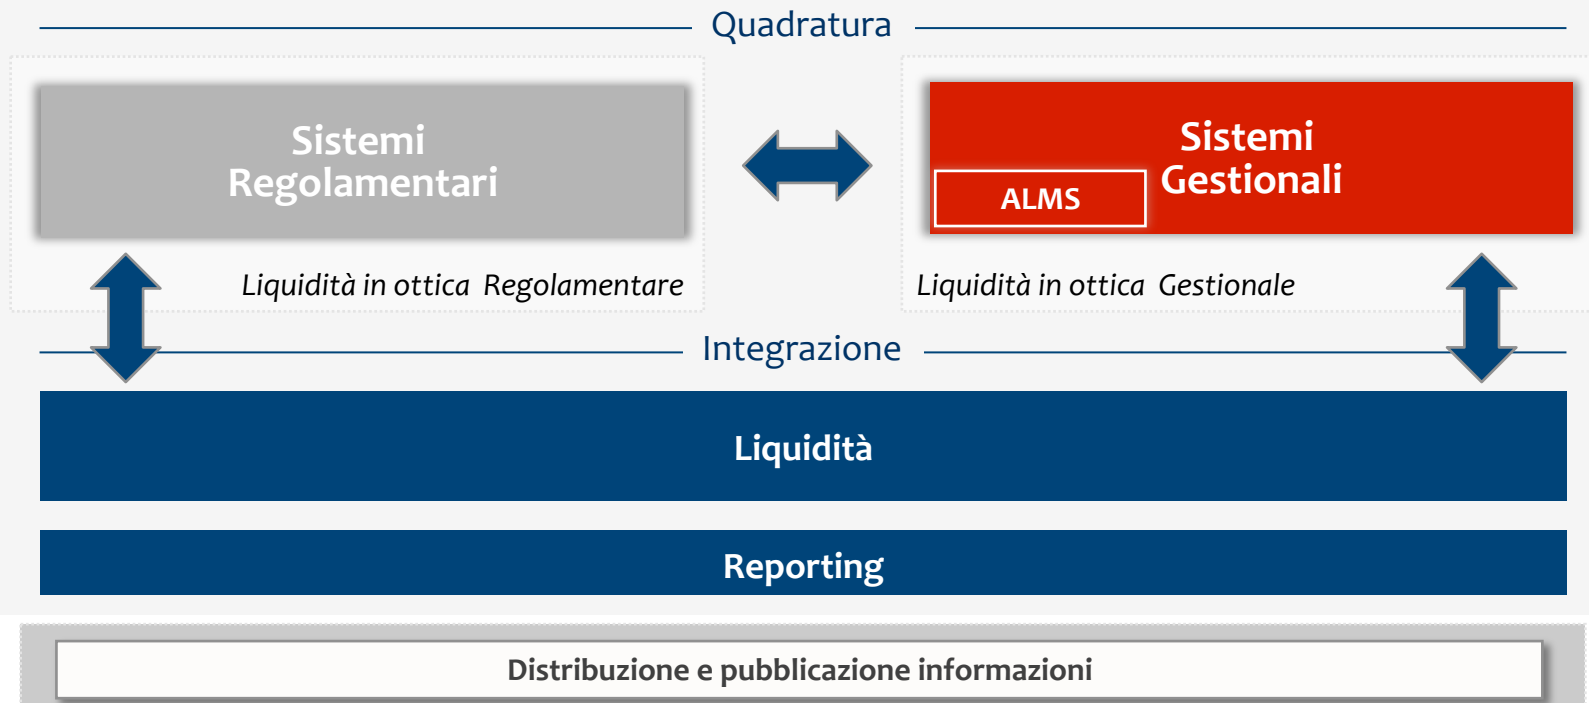 Quadratura
Sistemi
Regolamentari
Sistemi
Gestionali
ALMS
Liquidità in ottica Regolamentare
Liquidità in ottica Gestionale
Integrazione
Liquidità
Reporting
Distribuzione e pubblicazione informazioni